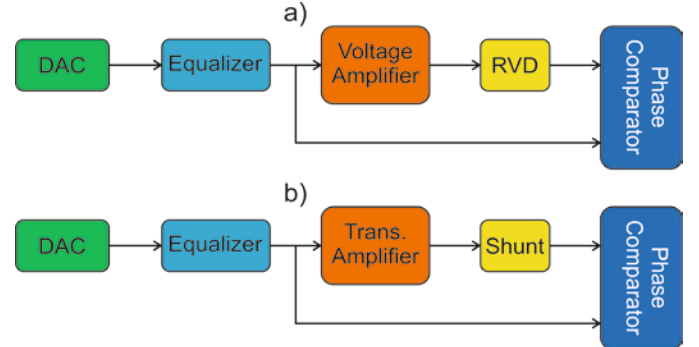 a)
DAC
Equalizer
Voltage
Amplifier
RVD
Phase
Comparator
b)
DAC
Equalizer
Trans.
Amplifier
Shunt
Phase
Comparator